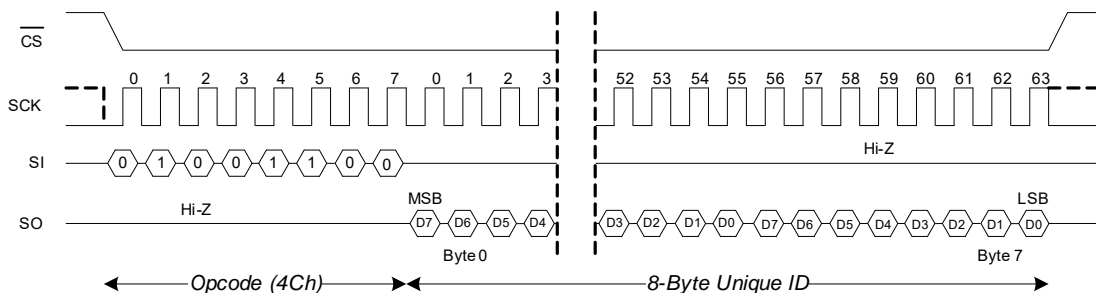 CS
0 1 2 3 4 5 6 7 0 1 2 3 52 53 54 55 56 57 58 59 60 61 62 63
SCK
Hi-Z
SI 0 1 0 0 1 1 0 0
MSB LSB
Hi-Z
SO D7 D6 D5 D4 D3 D2 D1 D0 D7 D6 D5 D4 D3 D2 D1 D0
Byte 0 Byte 7
Opcode (4Ch) 8-Byte Unique ID